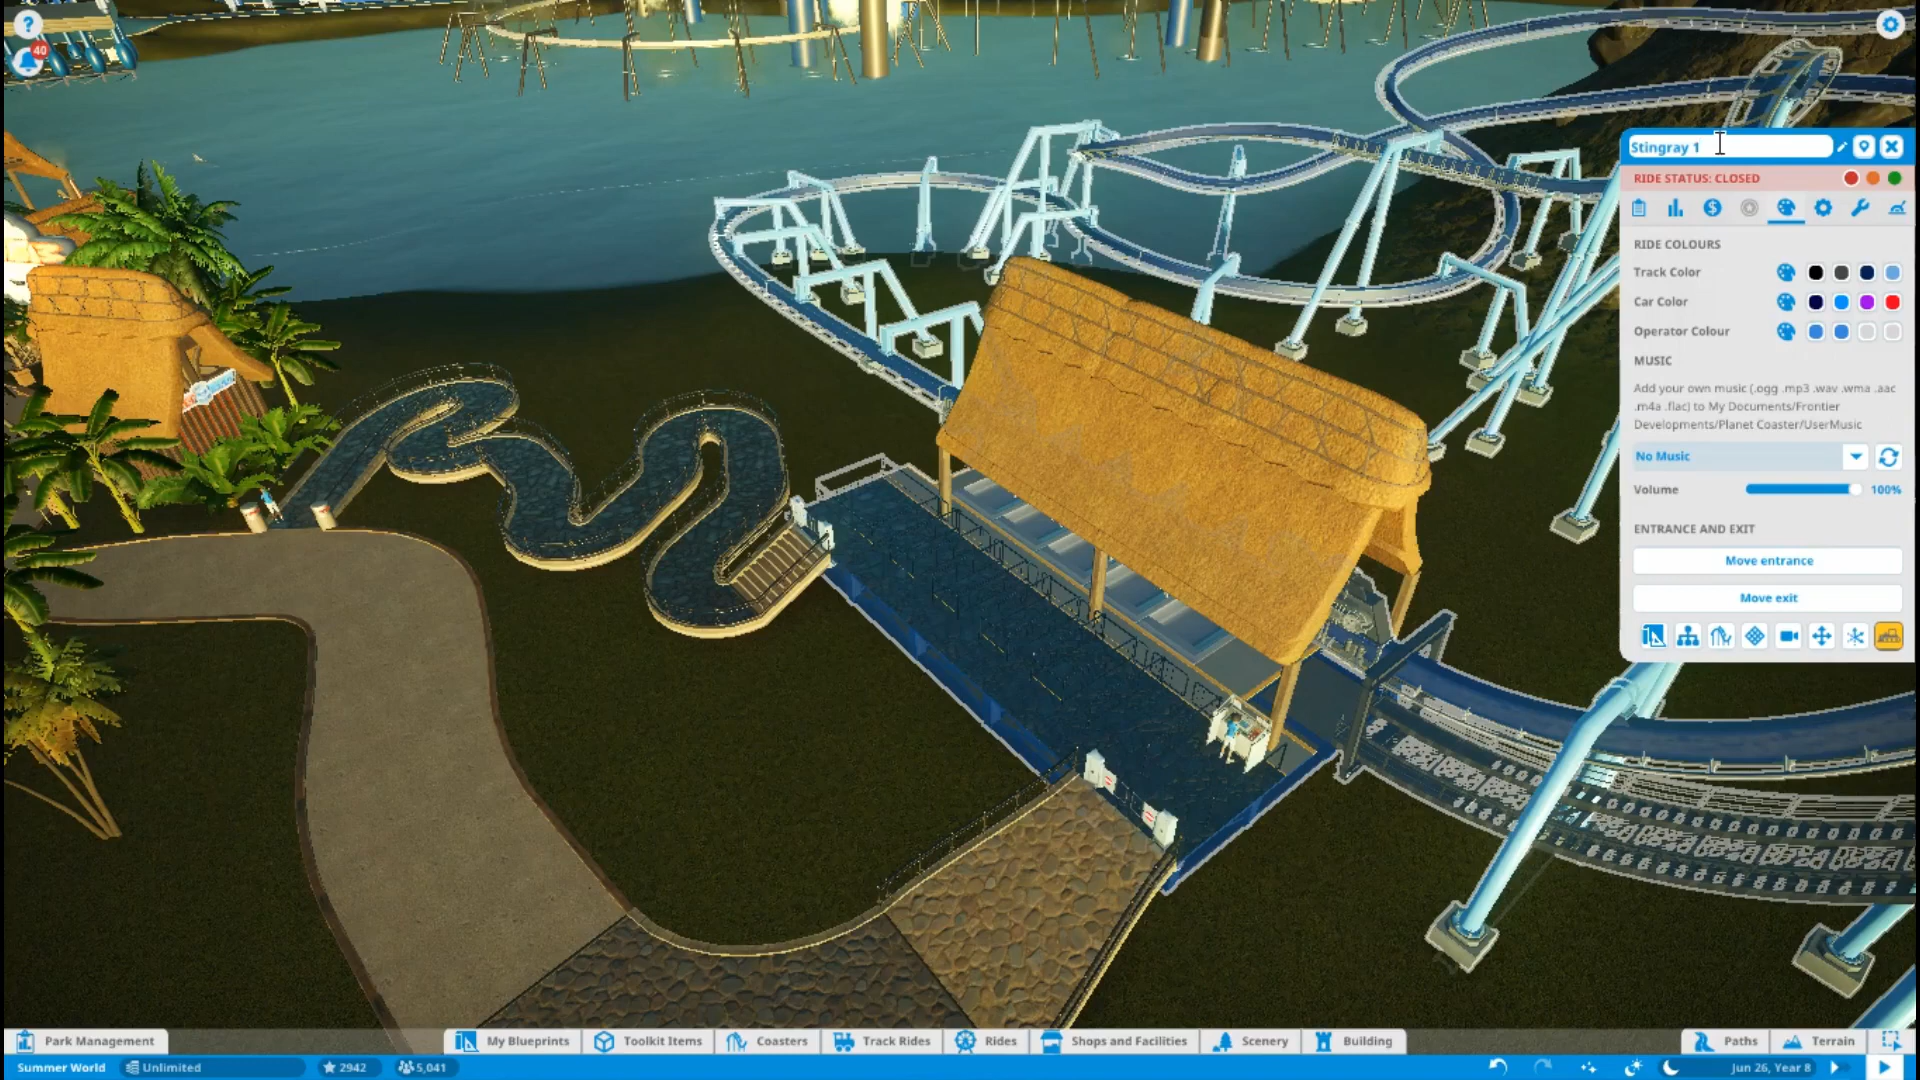 ?
40
Stingray 1
RIDE STATUS: CLOSED
RIDE COLOURS
Track Color
Car Color
Operator Colour
MUSIC
Add your own music (.ogg .mp3 .wav .wma .aac
.m4a .flac) to My Documents/Frontier
Developments/Planet Coaster/UserMusic
No Music
Volume 100%
ENTRANCE AND EXIT
Move entrance
Move exit
Park Management My Blueprints Toolkit Items Coasters Track Rides Rides Shops and Facilities Scenery Building Paths Terrain
Summer World Unlimited 2942 5,041 Jun 26, Year 8